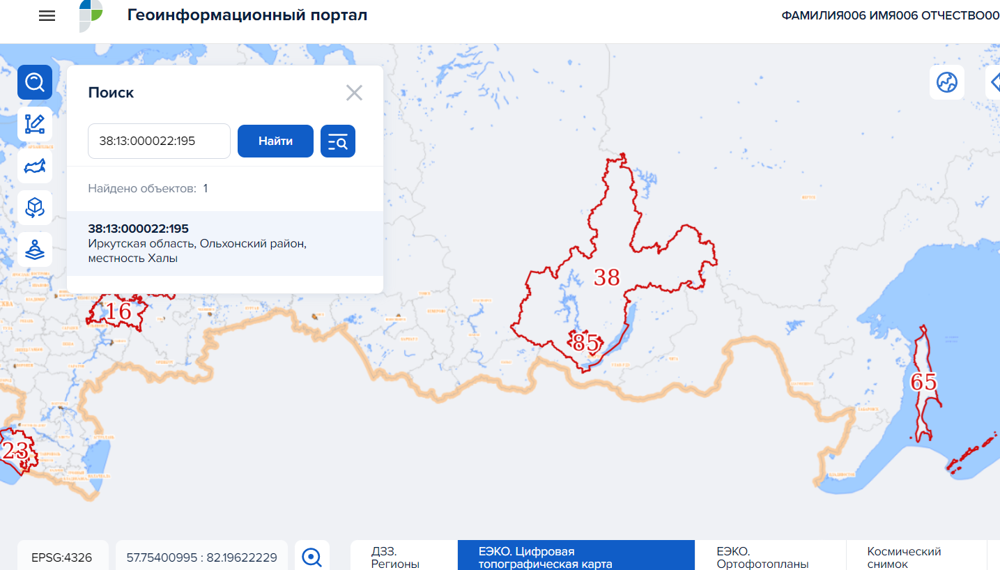 Геоинформационный портал
ФАМИЛИЯ006 ИМЯ006 ОТЧЕСТВО00
Поиск
38:13:000022:195
Найти
Найдено объектов: 1
38:13:000022:195
Иркутская область, Ольхонский район,
местность Халы
38
16
85
65
23
EPSG:4326
57.75400995 : 82.19622229
ДЗЗ.
Регионы
ЕЭКО. Цифровая
топографическая карта
ЕЭКО.
Ортофотопланы
Космический
снимок